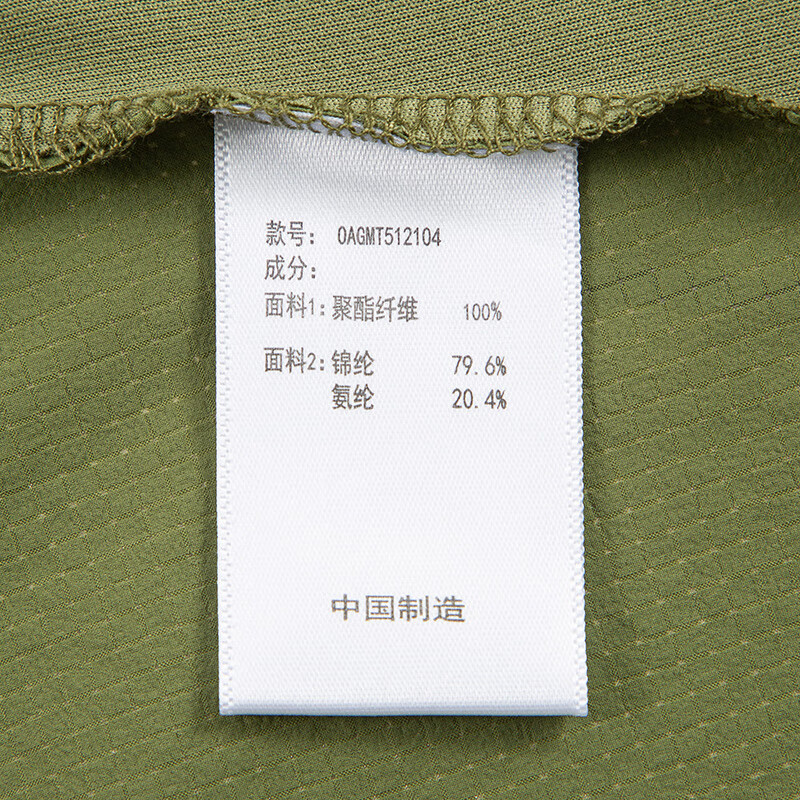 款号： 0AGMT512104
成分：
面料1：聚酯纤维 100%
面料2：锦纶 79.6%
氨纶 20.4%
中国制造